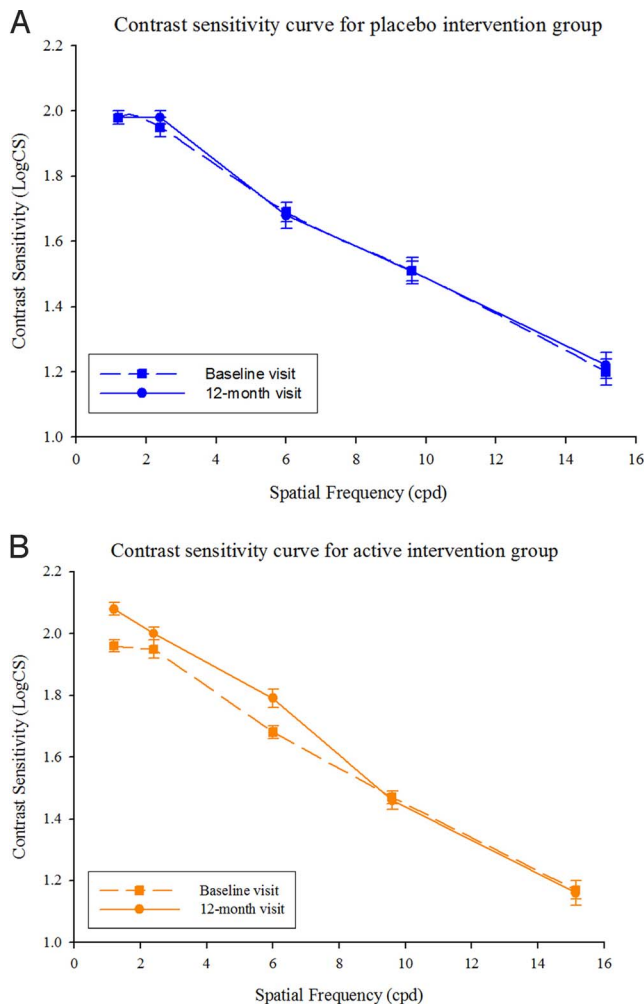 A
Contrast sensitivity curve for placebo intervention group
Contrast Sensitivity (LogCS)
2.2
2.0
1.8
1.6
1.4
1.2
1.0
Baseline visit
12-month visit
0 2 4 6 8 10 12 14 16
Spatial Frequency (cpd)
B
Contrast sensitivity curve for active intervention group
Contrast Sensitivity (LogCS)
2.2
2.0
1.8
1.6
1.4
1.2
1.0
Baseline visit
12-month visit
0 2 4 6 8 10 12 14 16
Spatial Frequency (cpd)